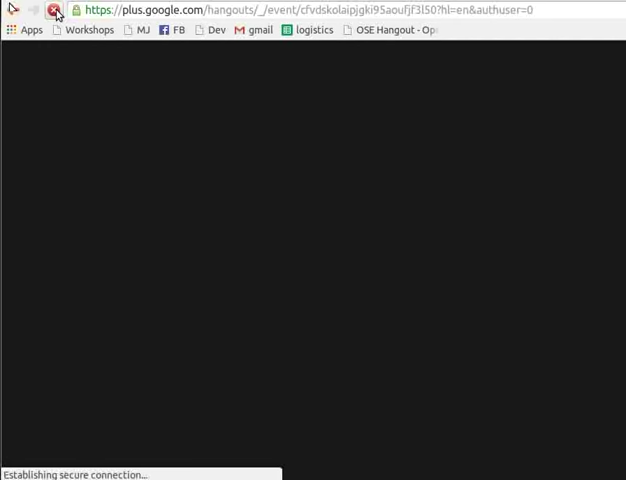 https://plus.google.com/hangouts/_/event/cfvdskolaipjgki95aoufjf3l50?hl=en&authuser=0
Apps Workshops MJ FB Dev gmail logistics OSE Hangout - Ope
Establishing secure connection...